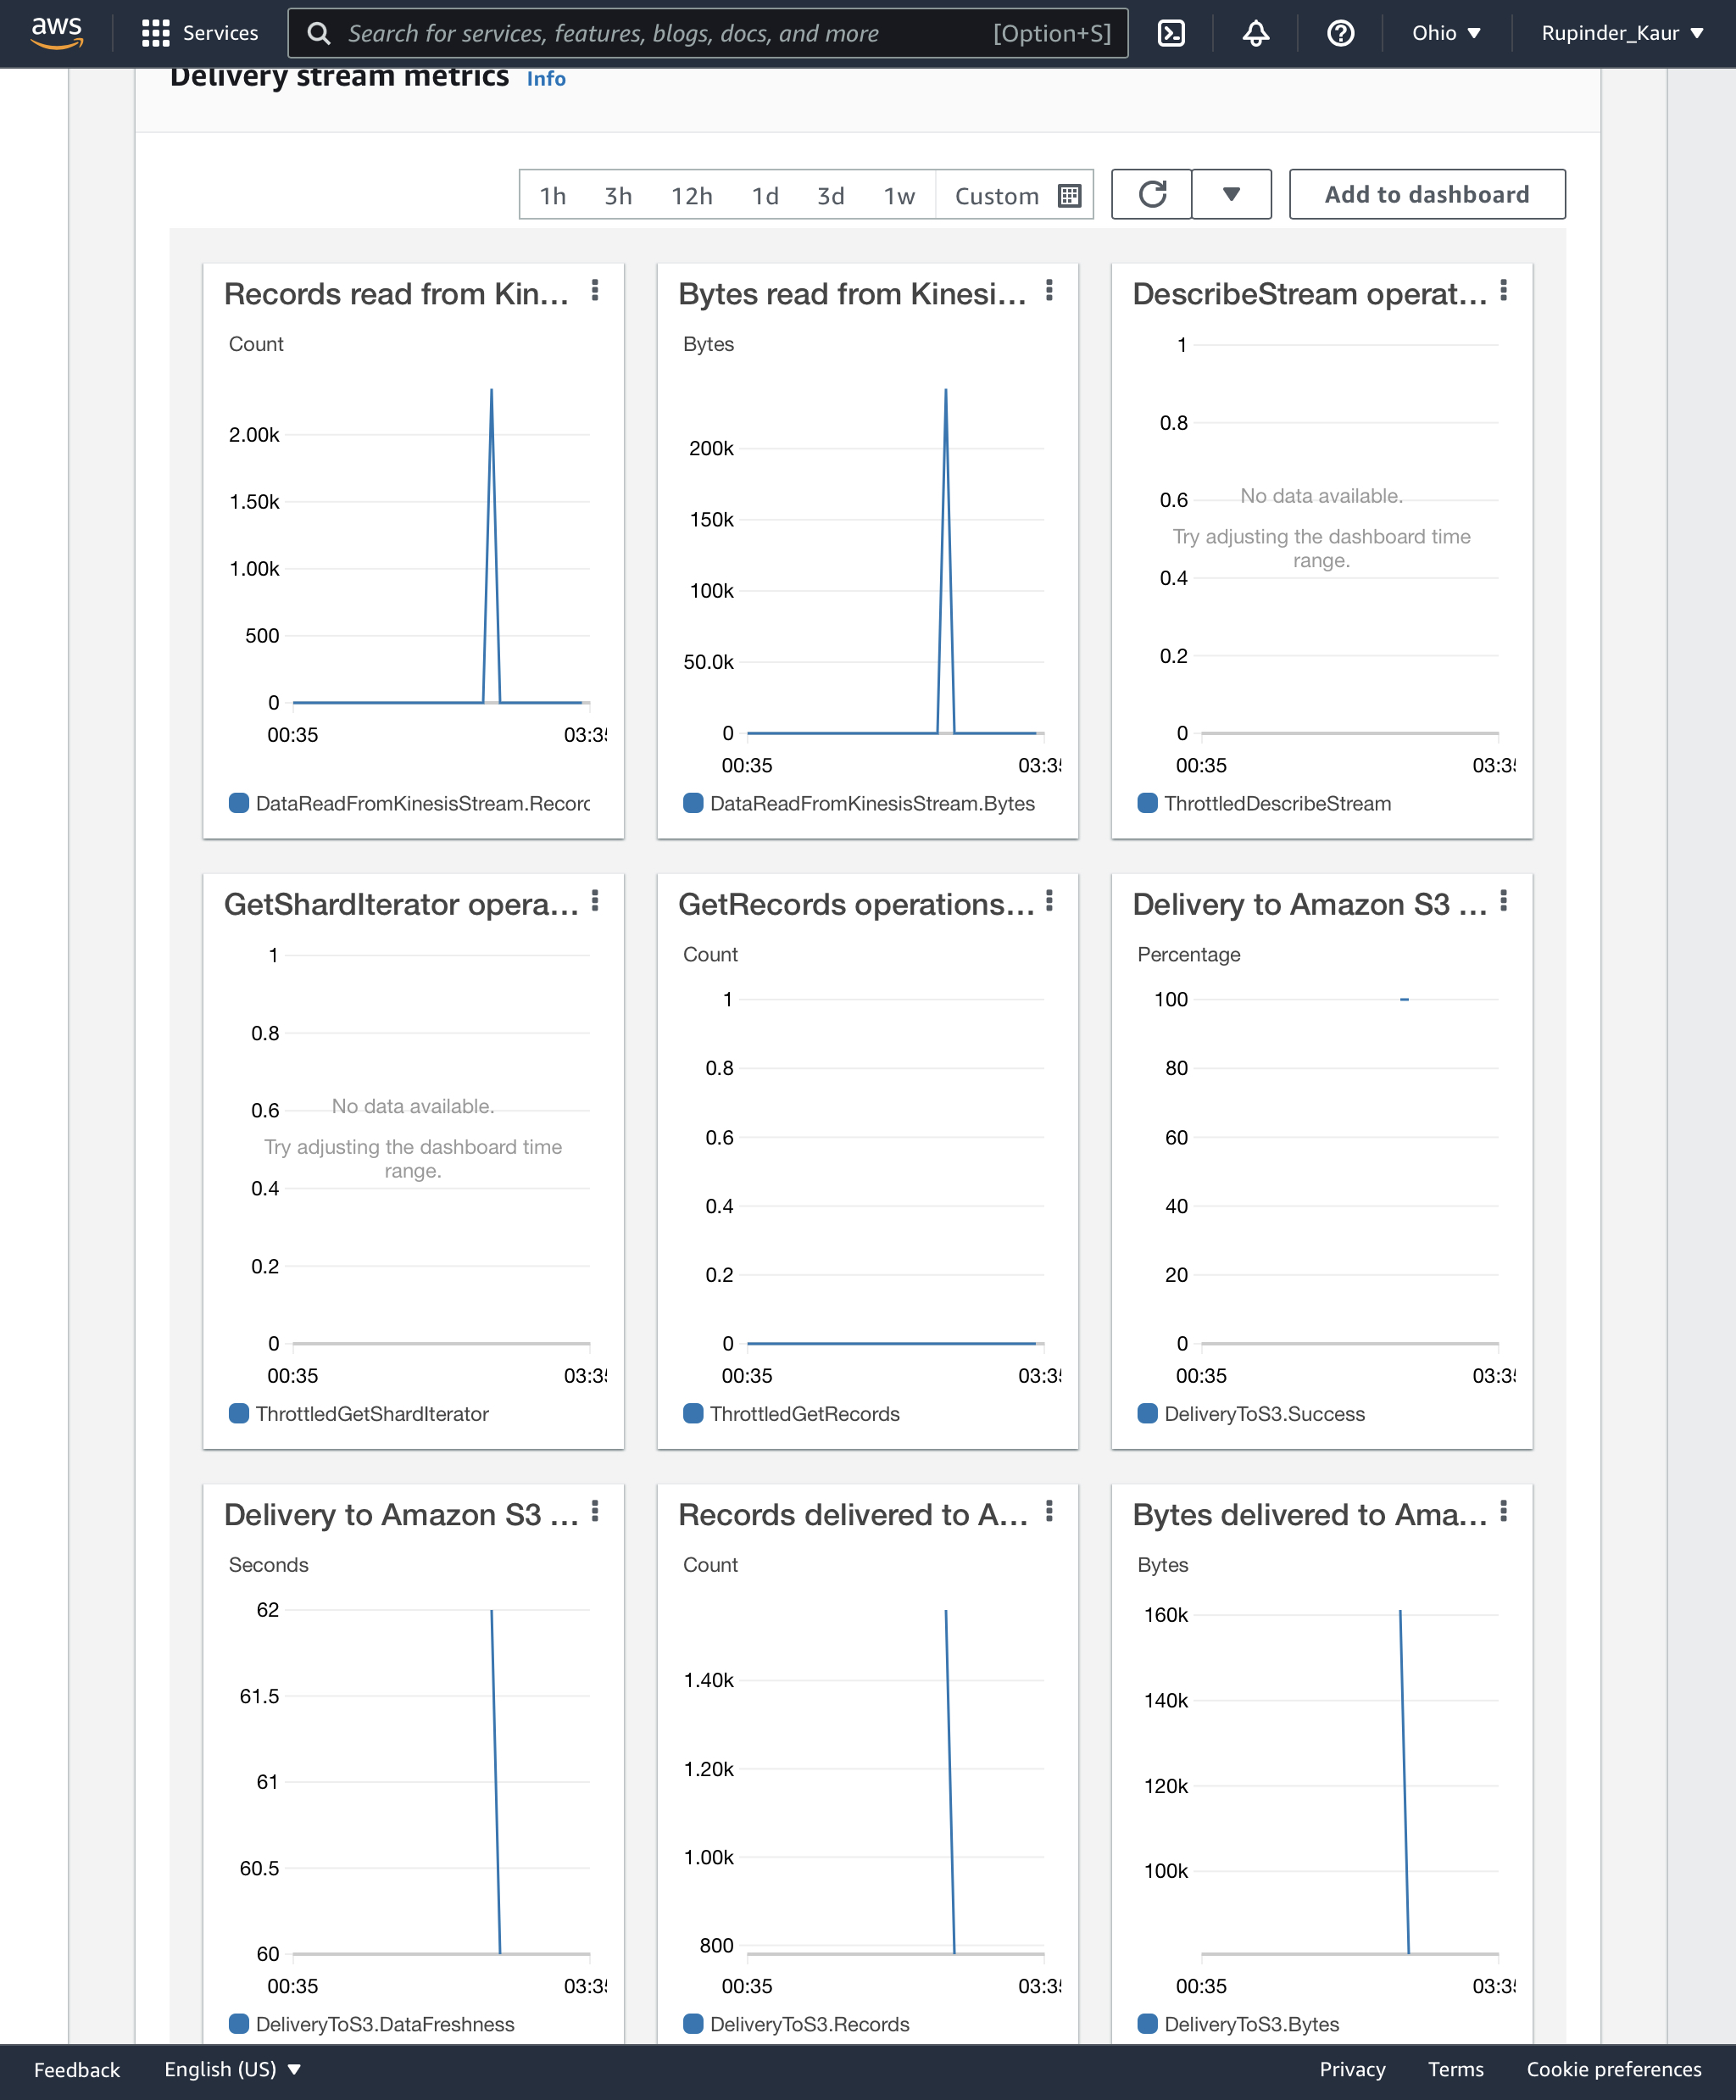 aws
Services
Search for services, features, blogs, docs, and more
[Option+S]
Ohio
Rupinder_Kaur
Delivery stream metrics
Info
1h
3h
12h
1d
3d
1w
Custom
Add to dashboard
Records read from Kin...
Count
2.00k
1.50k
1.00k
500
0
00:35
03:35
DataReadFromKinesisStream.Recorc
Bytes read from Kinesi...
Bytes
200k
150k
100k
50.0k
0
00:35
03:35
DataReadFromKinesisStream.Bytes
DescribeStream operat...
1
0.8
0.6
0.4
0.2
0
No data available.
Try adjusting the dashboard time
range.
00:35
03:35
ThrottledDescribeStream
GetShardIterator opera...
1
0.8
0.6
0.4
0.2
0
No data available.
Try adjusting the dashboard time
range.
00:35
03:35
ThrottledGetShardIterator
GetRecords operations...
Count
1
0.8
0.6
0.4
0.2
0
00:35
03:35
ThrottledGetRecords
Delivery to Amazon S3 ...
Percentage
100
80
60
40
20
0
00:35
03:35
DeliveryToS3.Success
Delivery to Amazon S3 ...
Seconds
62
61.5
61
60.5
60
00:35
03:35
DeliveryToS3.DataFreshness
Records delivered to A...
Count
1.40k
1.20k
1.00k
800
00:35
03:35
DeliveryToS3.Records
Bytes delivered to Ama...
Bytes
160k
140k
120k
100k
00:35
03:35
DeliveryToS3.Bytes
Feedback
English (US)
Privacy
Terms
Cookie preferences